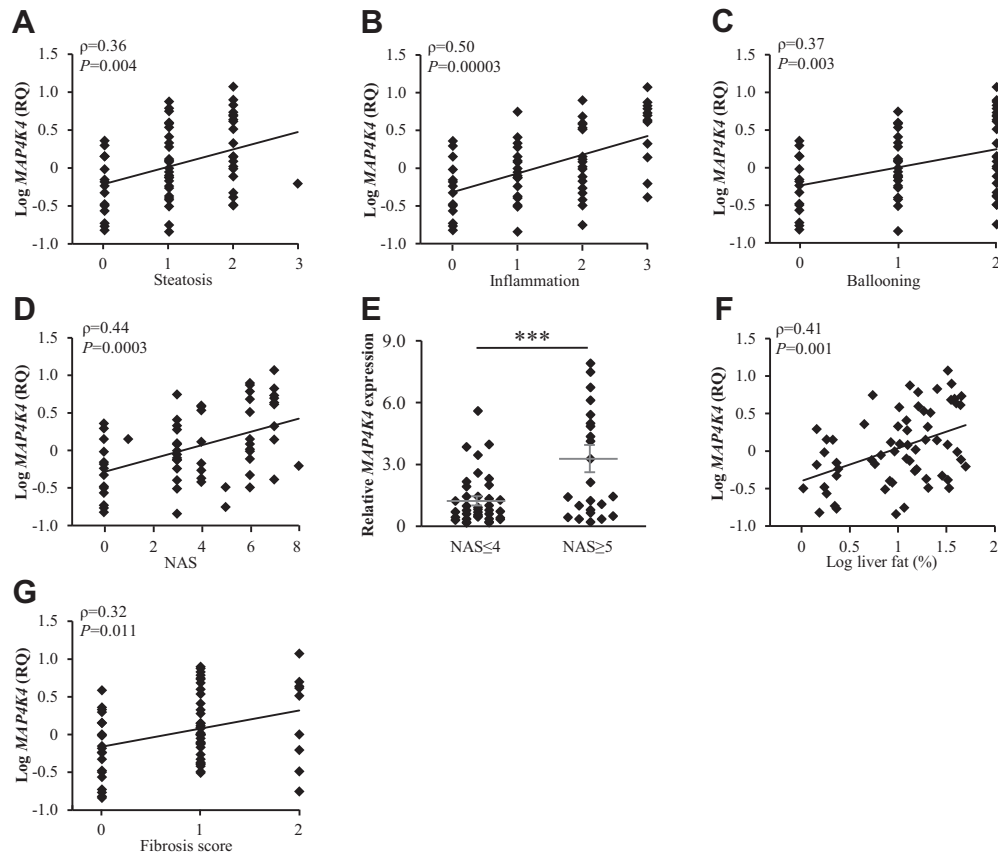 A
ρ=0.36
P=0.004
Log MAP4K4 (RQ)
1.5
1.0
0.5
0
-0.5
-1.0
0 1 2 3
Steatosis
B
ρ=0.50
P=0.00003
Log MAP4K4 (RQ)
1.5
1.0
0.5
0
-0.5
-1.0
0 1 2 3
Inflammation
C
ρ=0.37
P=0.003
Log MAP4K4 (RQ)
1.5
1.0
0.5
0
-0.5
-1.0
0 1 2
Ballooning
D
ρ=0.44
P=0.0003
Log MAP4K4 (RQ)
1.5
1.0
0.5
0
-0.5
-1.0
0 2 4 6 8
NAS
E
***
Relative MAP4K4 expression
9.0
6.0
3.0
0
NAS≤4 NAS≥5
F
ρ=0.41
P=0.001
Log MAP4K4 (RQ)
1.5
1.0
0.5
0
-0.5
-1.0
0 0.5 1 1.5 2
Log liver fat (%)
G
ρ=0.32
P=0.011
Log MAP4K4 (RQ)
1.5
1.0
0.5
0
-0.5
-1.0
0 1 2
Fibrosis score